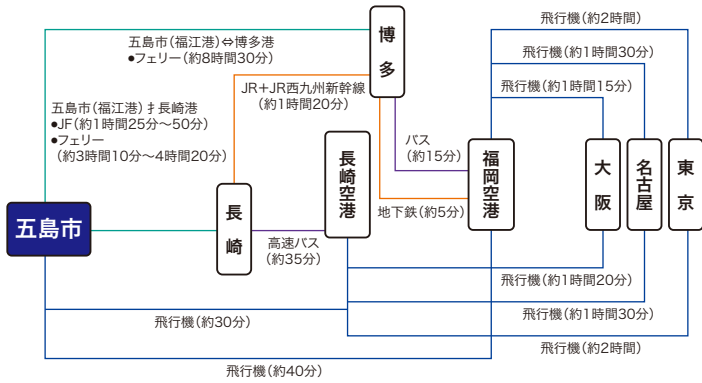 飛行機(約2時間)
五島市(福江港)⇔博多港
●フェリー(約8時間30分)
博多
飛行機(約1時間30分)
飛行機(約1時間15分)
JR+JR西九州新幹線
(約1時間20分)
五島市(福江港)⇔長崎港
●JF(約1時間25分~50分)
●フェリー
(約3時間10分~4時間20分)
バス
(約15分)
長崎空港
福岡空港
大阪
名古屋
東京
地下鉄(約5分)
長崎
五島市
高速バス
(約35分)
飛行機(約1時間20分)
飛行機(約30分)
飛行機(約1時間30分)
飛行機(約2時間)
飛行機(約40分)